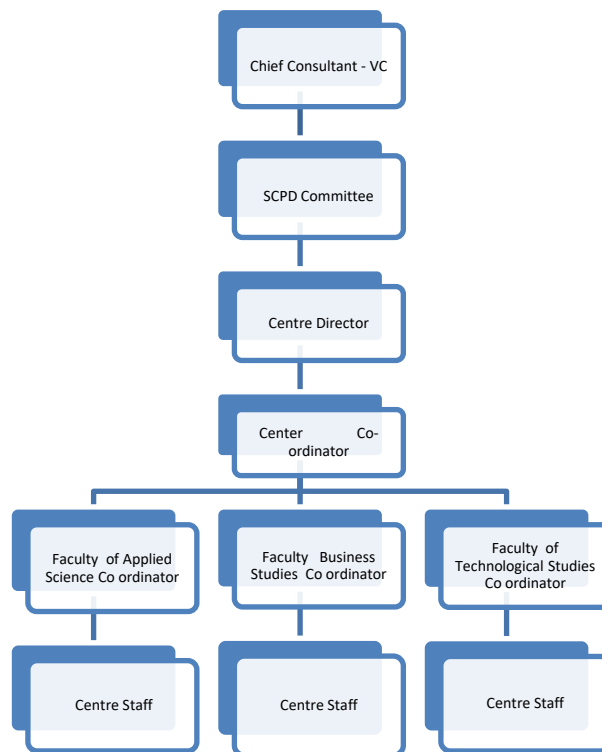 Chief Consultant - VC
SCPD Committee
Centre Director
Center Co-
ordinator
Faculty of Applied
Science Co ordinator
Faculty Business
Studies Co ordinator
Faculty of
Technological Studies
Co ordinator
Centre Staff
Centre Staff
Centre Staff